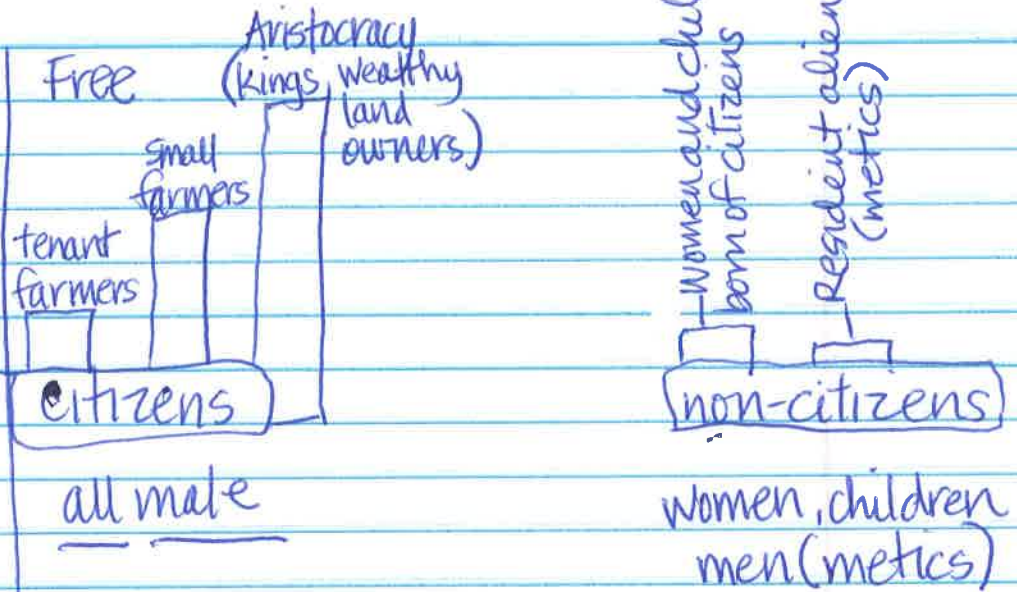 Free
Aristocracy
(kings, wealthy
land
owners)
small
farmers
tenant
farmers
citizens
all male
Women and
born of citizens
Resident alien
(metics)
non-citizens
women, children
men (metics)